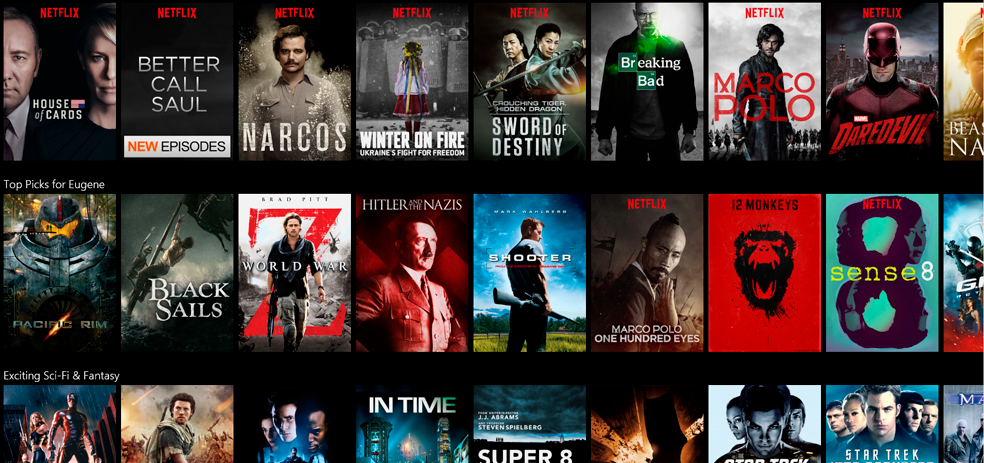 NETFLIX
HOUSE
of CARDS
BETTER
CALL
SAUL
NEW EPISODES
NETFLIX
NARCOS
NETFLIX
WINTER ON FIRE
UKRAINE'S FIGHT FOR FREEDOM
NETFLIX
CROUCHING TIGER,
HIDDEN DRAGON
SWORD OF
DESTINY
Breaking
Bad
NETFLIX
MARCO
POLO
NETFLIX
MARVEL
DAREDEVIL
Top Picks for Eugene
PACIFIC RIM
BLACK
SAILS
BRAD PITT
WORLD WAR
Z
HITLER AND THE NAZIS
MARK WAHLBERG
SHOOTER
NETFLIX
MARCO POLO
ONE HUNDRED EYES
12 MONKEYS
NETFLIX
sense8
G.I.
Exciting Sci-Fi & Fantasy
IN TIME
J.J. ABRAMS
STEVEN SPIELBERG
SUPER 8
STAR TREK
STAR TREK